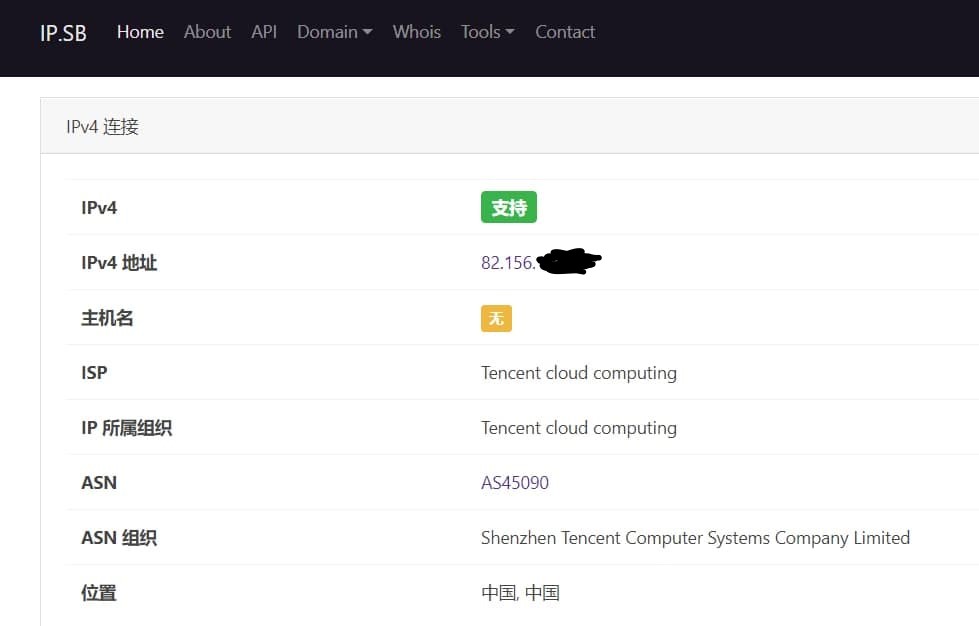 IP.SB Home About API Domain Whois Tools Contact
IPv4 连接
IPv4 支持
IPv4 地址 82.156.
主机名 无
ISP Tencent cloud computing
IP 所属组织 Tencent cloud computing
ASN AS45090
ASN 组织 Shenzhen Tencent Computer Systems Company Limited
位置 中国, 中国